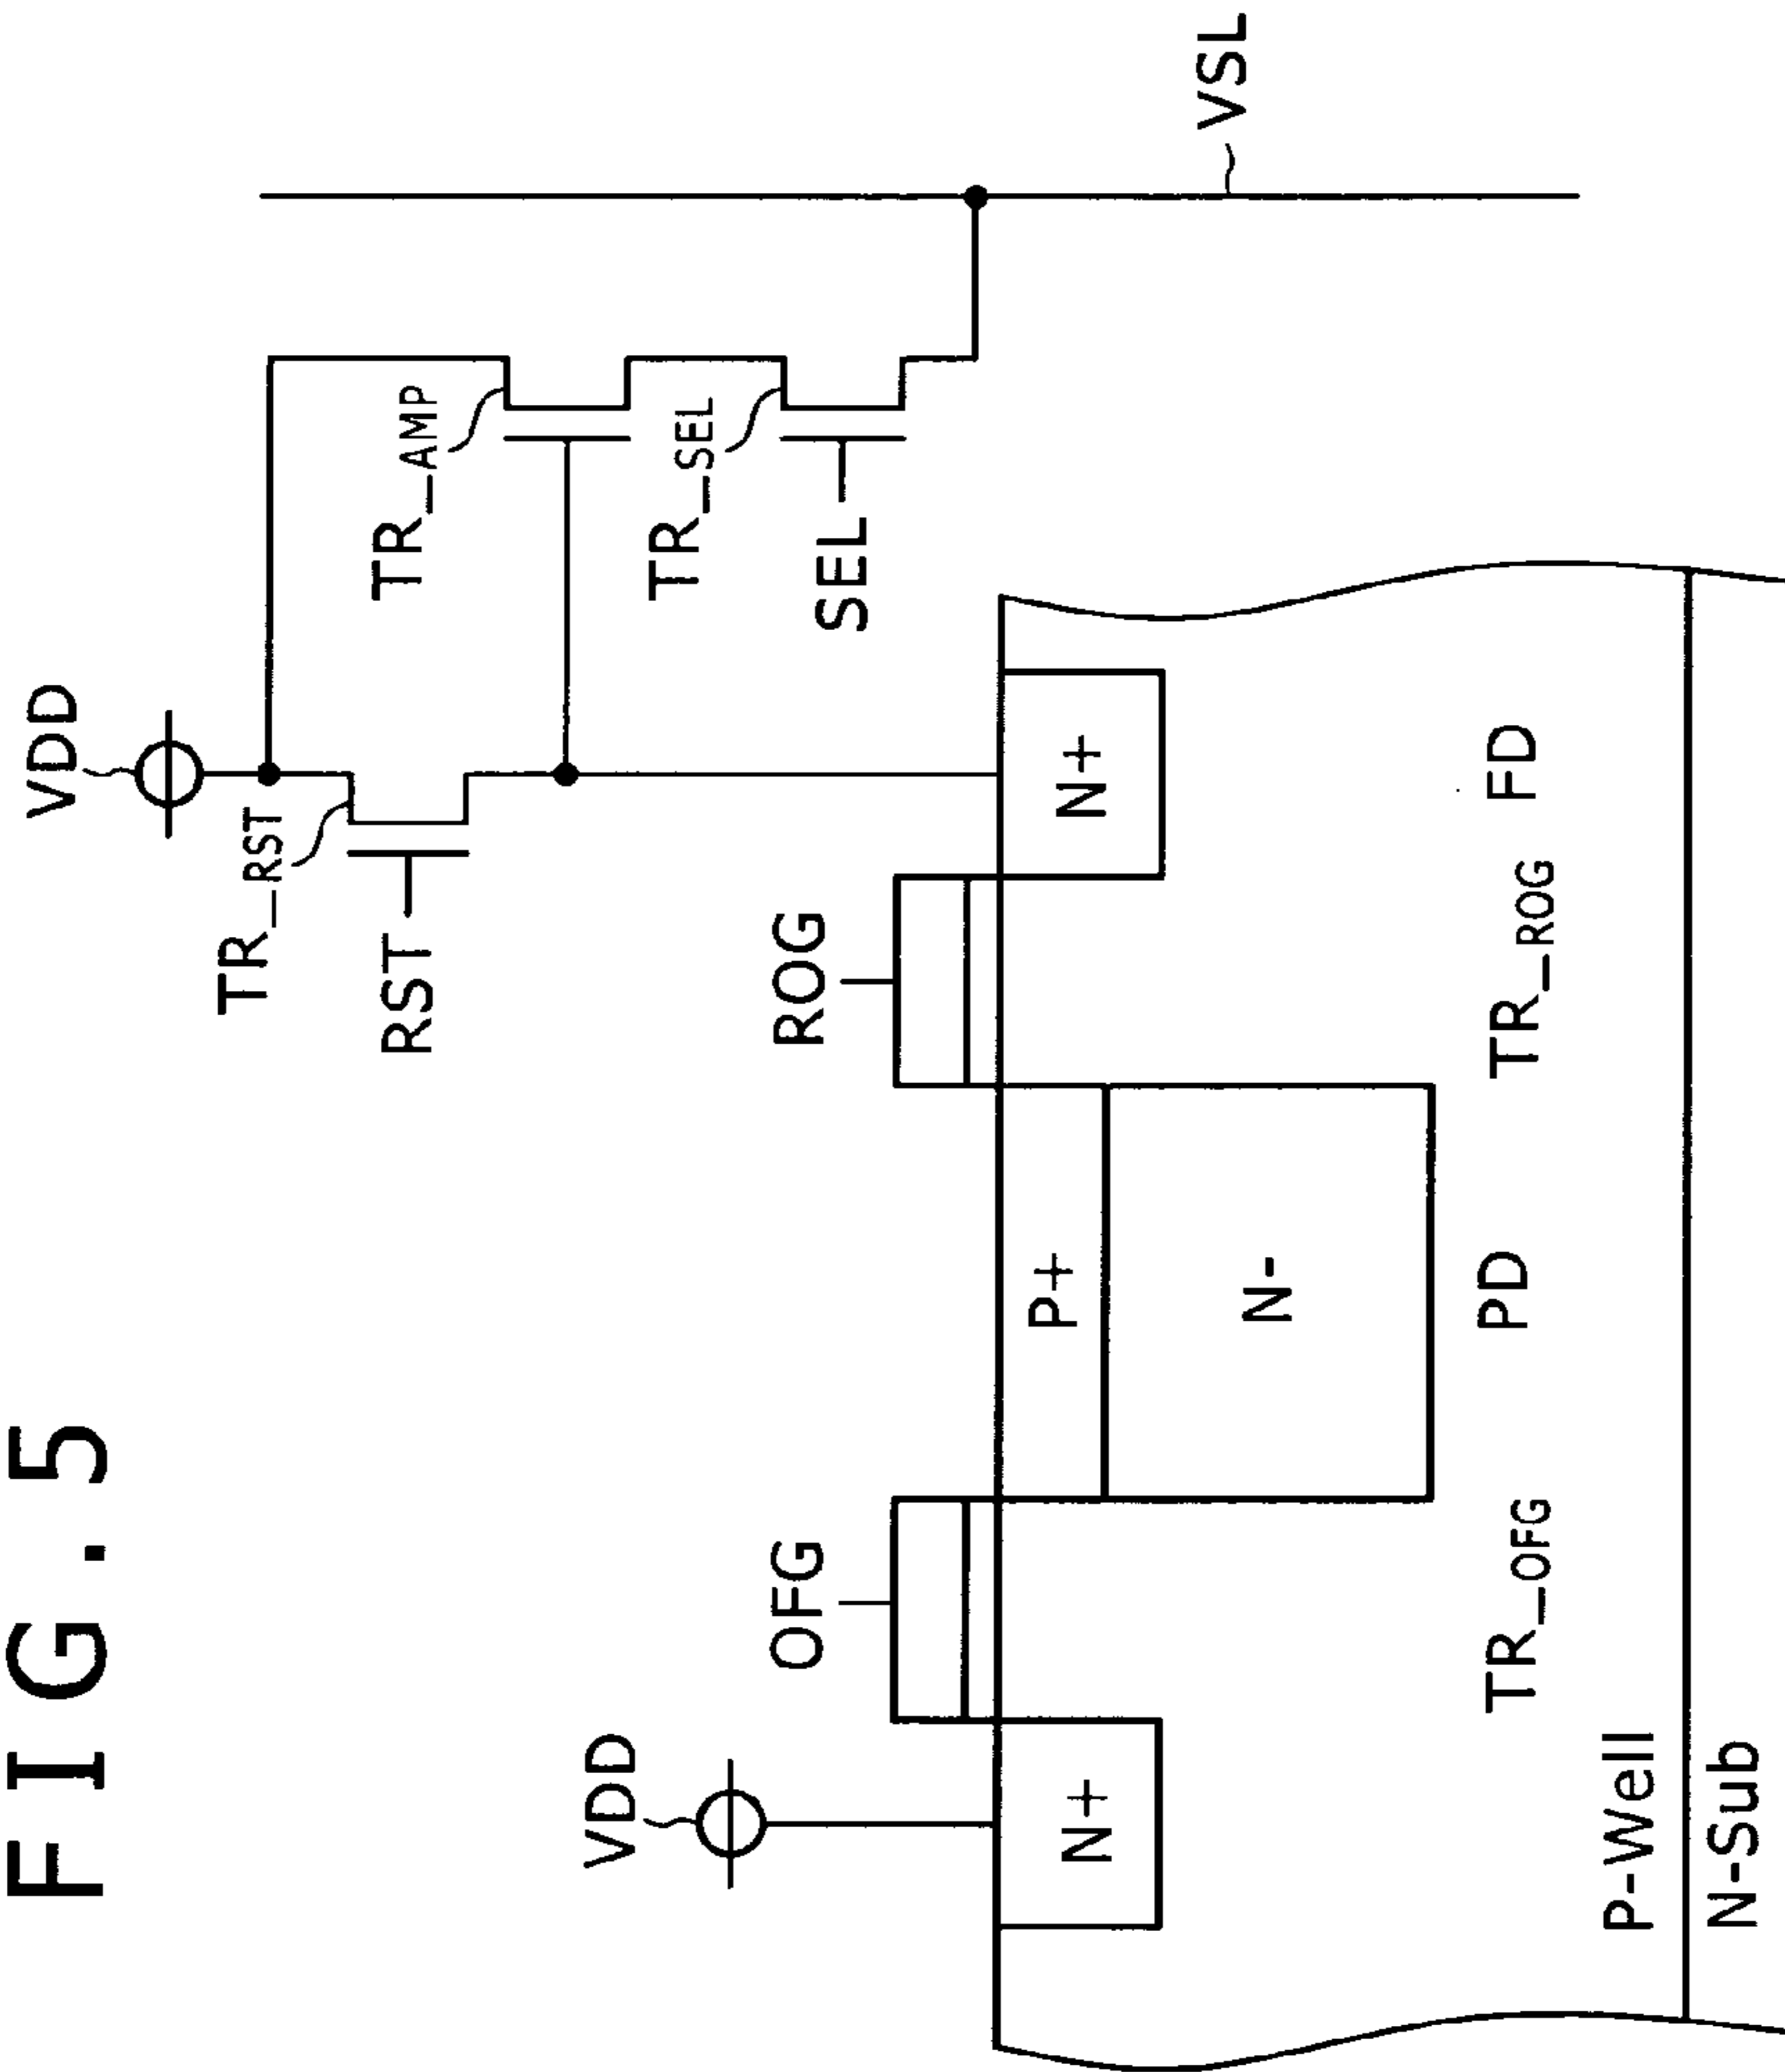 FIG.5
VDD
TR_RST
RST
TR_AMP
TR_SEL
SEL
VSL
VDD
OFG
ROG
N+
P+
N-
N+
TR_OFG
PD
TR_ROG
FD
P-Well
N-Sub